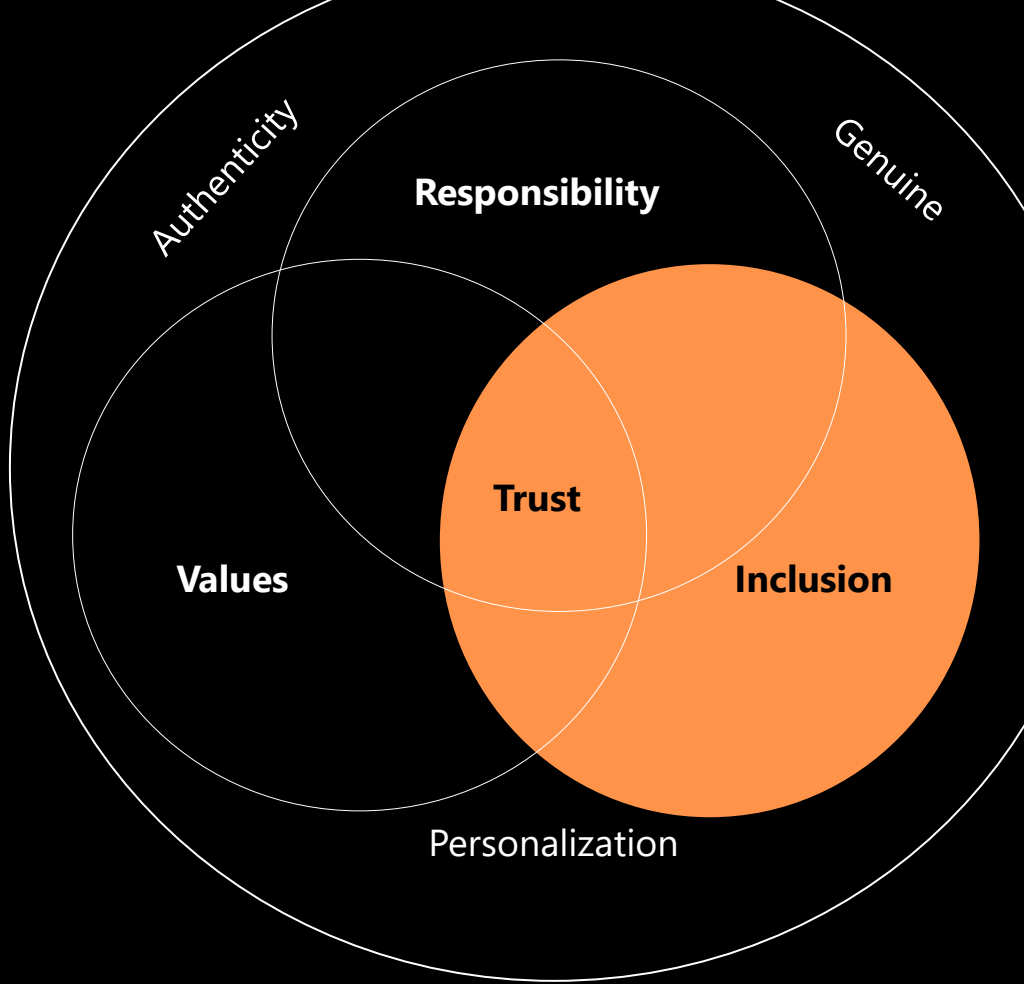 Authenticity
Genuine
Responsibility
Trust
Values
Inclusion
Personalization